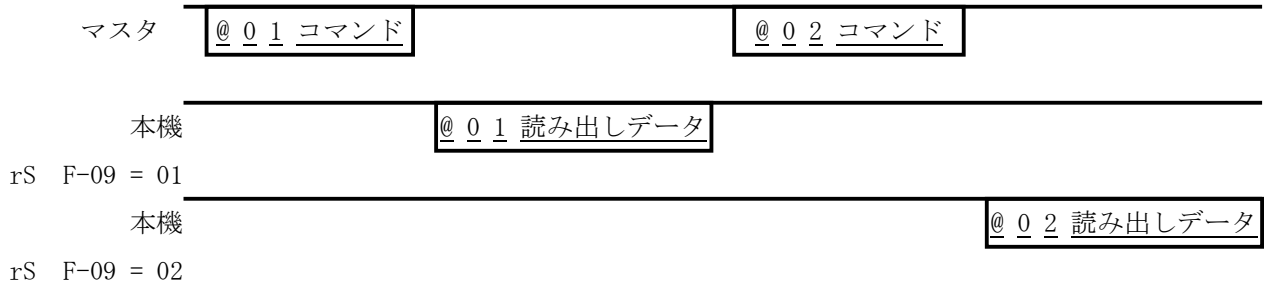 マスタ @ 0 1 コマンド @ 0 2 コマンド
本機 @ 0 1 読み出しデータ
rS F-09 = 01
本機 @ 0 2 読み出しデータ
rS F-09 = 02